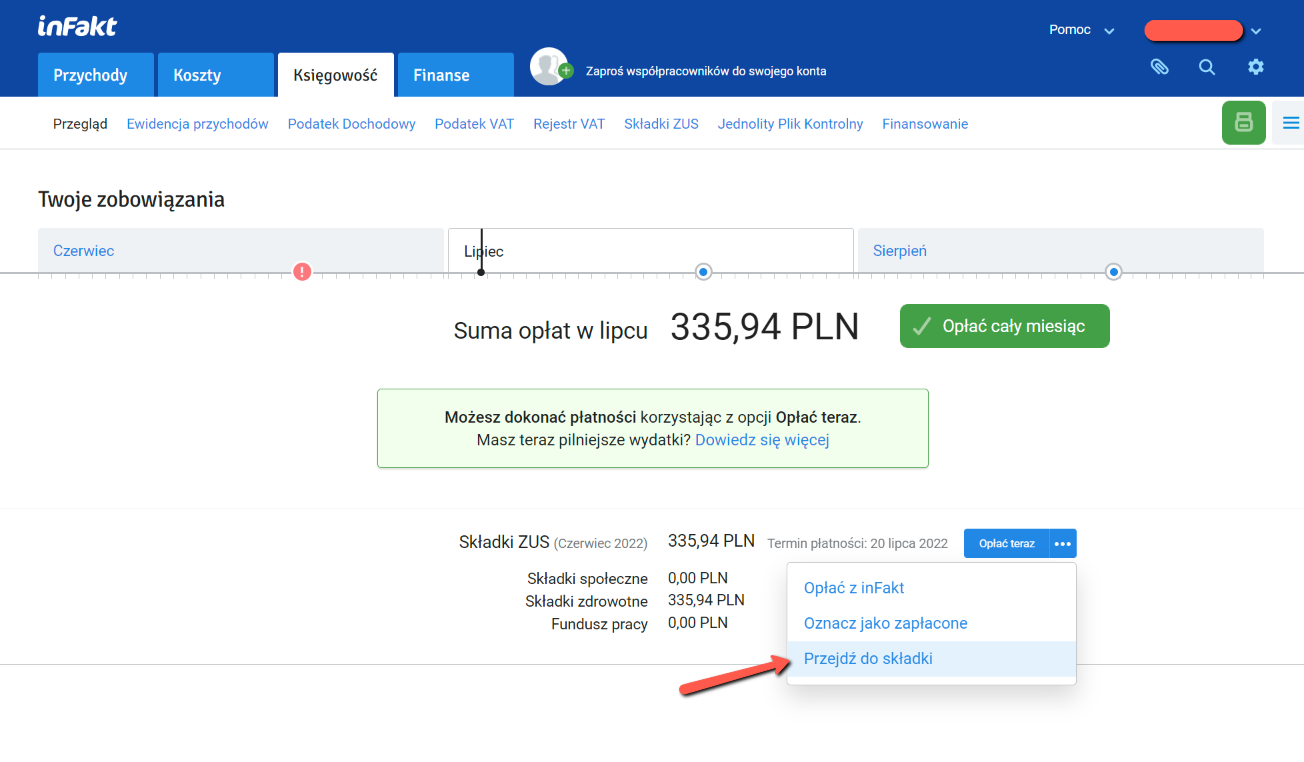 inFakt
Pomoc
Przychody
Koszty
Księgowość
Finanse
Zaproś współpracowników do swojego konta
Przegląd
Ewidencja przychodów
Podatek Dochodowy
Podatek VAT
Rejestr VAT
Składki ZUS
Jednolity Plik Kontrolny
Finansowanie
Twoje zobowiązania
Czerwiec
Lipiec
Sierpień
Suma opłat w lipcu 335,94 PLN
Opłać cały miesiąc
Możesz dokonać płatności korzystając z opcji Opłać teraz.
Masz teraz pilniejsze wydatki? Dowiedz się więcej
Składki ZUS (Czerwiec 2022) 335,94 PLN Termin płatności: 20 lipca 2022
Opłać teraz
Składki społeczne 0,00 PLN
Składki zdrowotne 335,94 PLN
Fundusz pracy 0,00 PLN
Opłać z inFakt
Oznacz jako zapłacone
Przejdź do składki